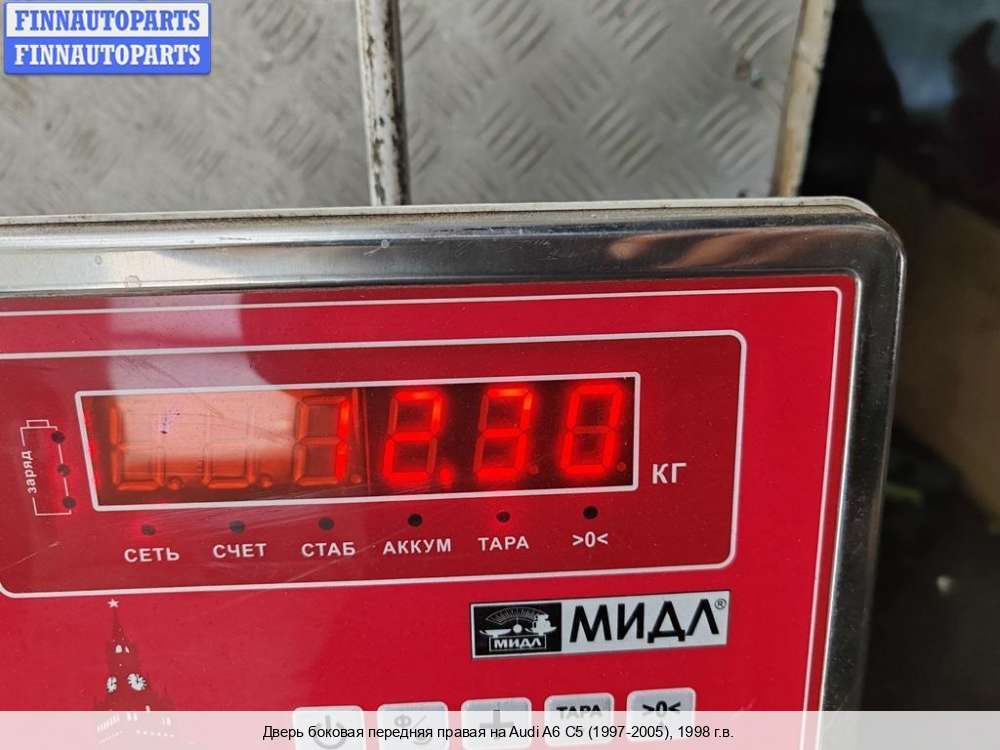 FINNAUTOPARTS
FINNAUTOPARTS
12.30
КГ
заряд
СЕТЬ СЧЕТ СТАБ АККУМ ТАРА >0<
МИДЛ МИДЛ®
ТАРА >0<
Дверь боковая передняя правая на Audi A6 C5 (1997-2005), 1998 г.в.